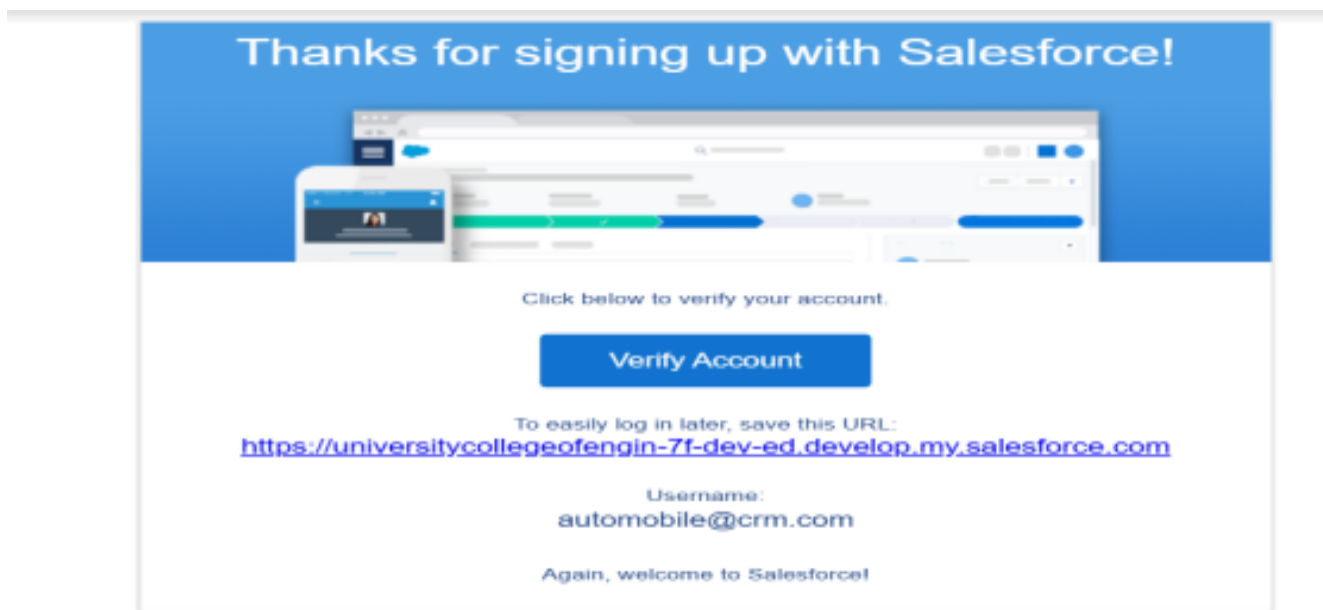 Thanks for signing up with Salesforce!
Click below to verify your account.
Verify Account
To easily log in later, save this URL:
https://universitycollegeofengin-7f-dev-ed.develop.my.salesforce.com
Username:
automobile@crm.com
Again, welcome to Salesforce!